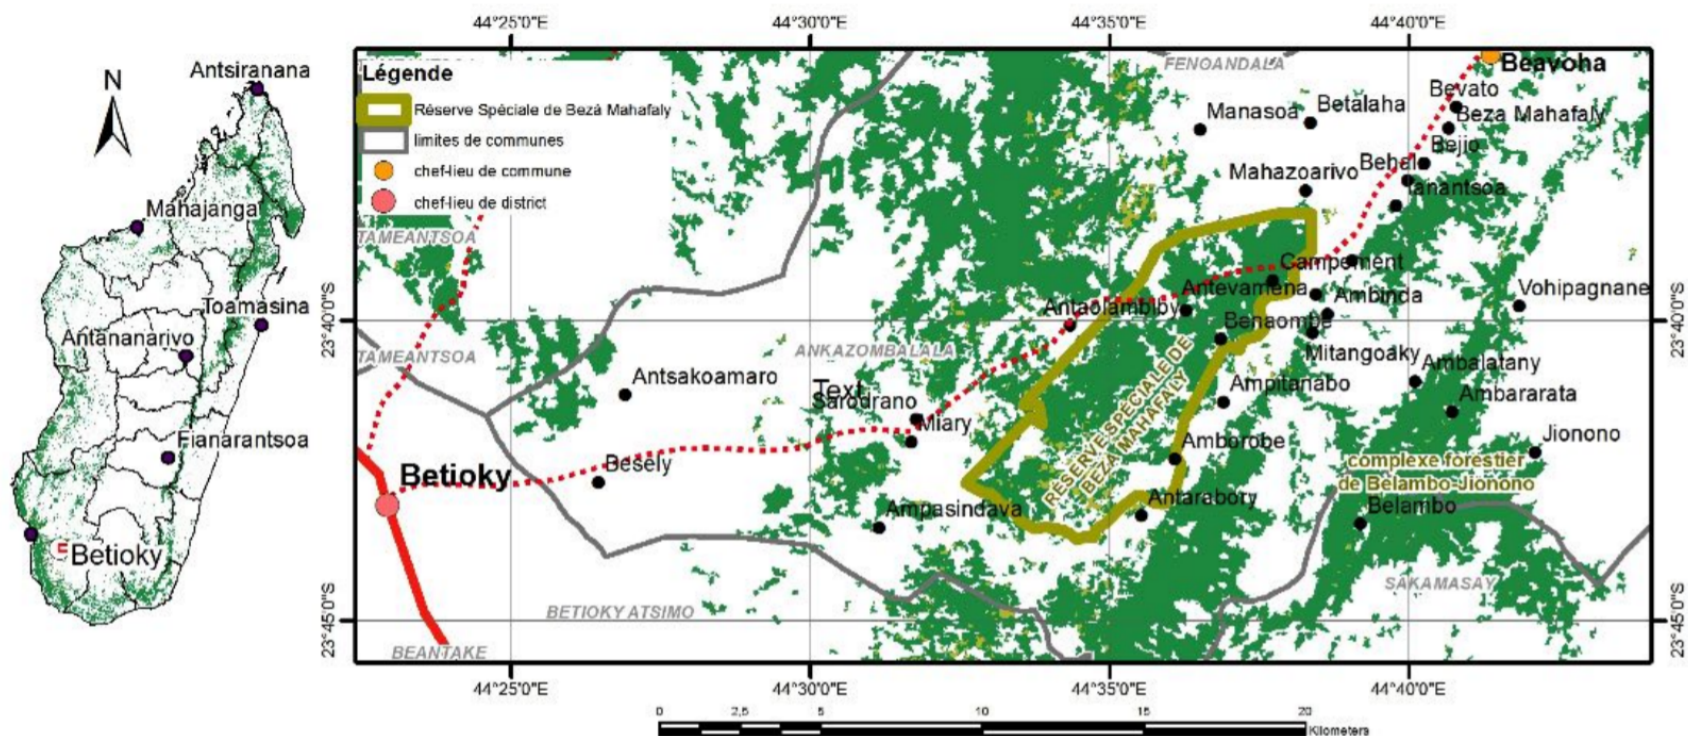 N
Antsiranana
Mahajanga
Toamasina
Antananarivo
Fianarantsoa
Betioky
44°25'0"E
44°30'0"E
44°35'0"E
44°40'0"E
Légende
Réserve Spéciale de Bezà Mahafaly
limites de communes
chef-lieu de commune
chef-lieu de district
FENOANDALA
Beavoha
Bevato
Manasoa
Betalaha
Beza Mahafaly
Bejio
Mahazoarivo
Behalo
Ianantsoa
TAMEANTSOA
Campement
Antevamena
Ambinda
Vohipagnane
Antaolambiby
Benaombe
23°40'0"S
23°40'0"S
TAMEANTSOA
ANKAZOMBALALA
Mitangoaky
Ambalatany
Antsakoamaro
Text
Sarodrano
Ampitanabo
Ambararata
Miary
RÉSERVE SPÉCIALE DE
BEZÀ MAHAFALY
Amborobe
Jionono
Betioky
Besely
complexe forestier
de Belambo-Jionono
Ampasindava
Antarabory
Belambo
SAKAMASAY
BETIOKY ATSIMO
23°45'0"S
23°45'0"S
BEANTAKE
44°25'0"E
44°30'0"E
44°35'0"E
44°40'0"E
0
2,5
5
10
15
20
Kilometers